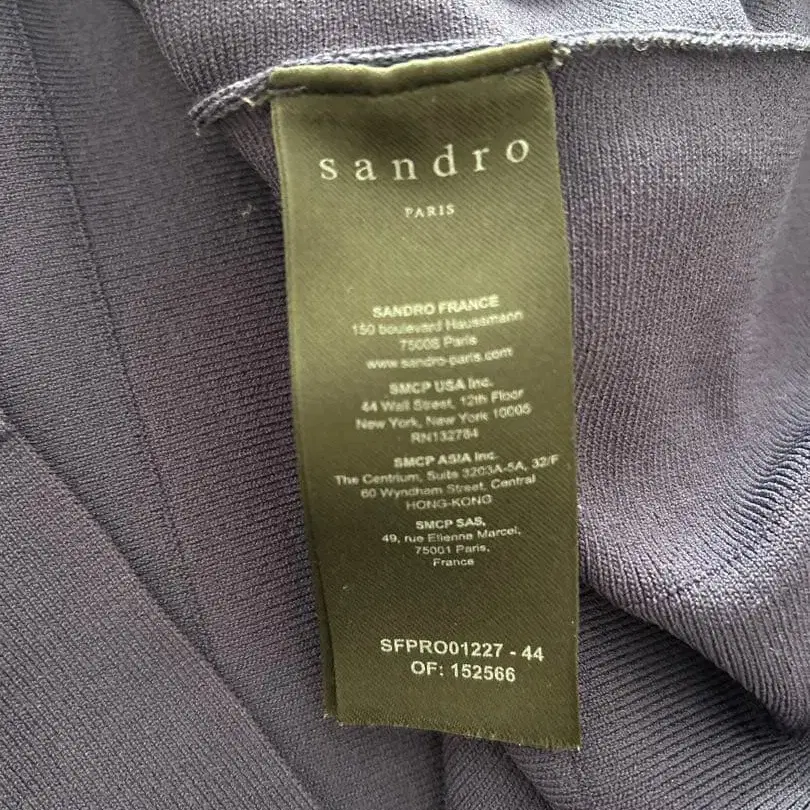 sandro
PARIS
SANDRO FRANCE
150 boulevard Haussmann
75008 Paris
www.sandro-paris.com
SMCP USA Inc.
44 Wall Street, 12th Floor
New York, New York 10005
RN132784
SMCP ASIA Inc.
The Centrium, Suite 3203A-5A, 32/F
60 Wyndham Street, Central
HONG-KONG
SMCP SAS,
49, rue Etienne Marcel,
75001 Paris,
France
SFPRO01227 - 44
OF: 152566